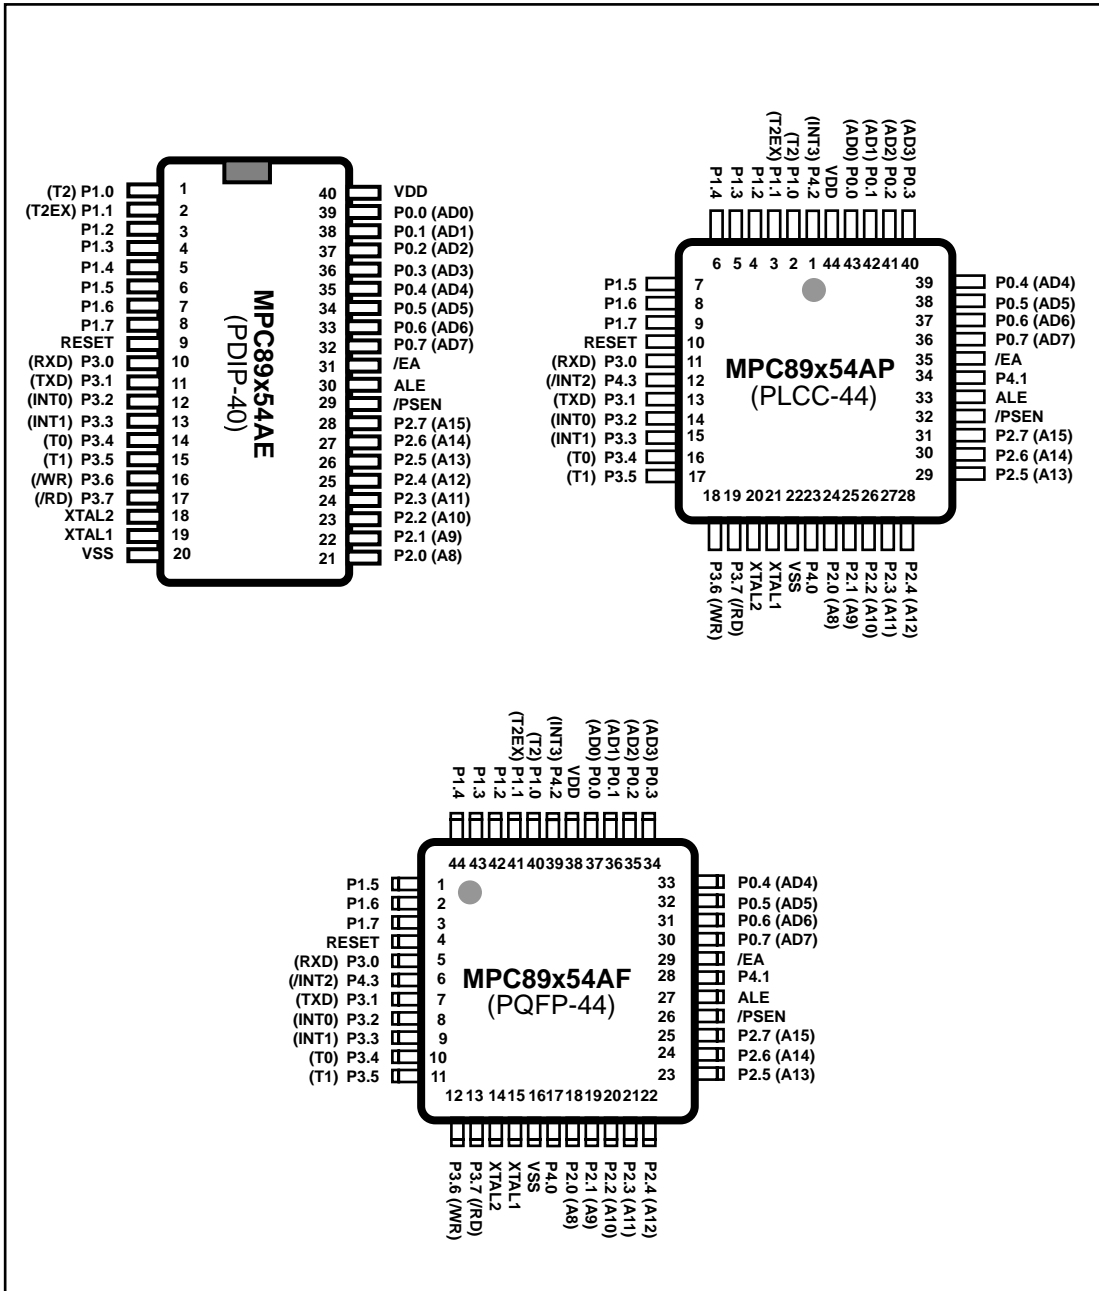 (T2) P1.0
(T2EX) P1.1
P1.2
P1.3
P1.4
P1.5
P1.6
P1.7
RESET
(RXD) P3.0
(TXD) P3.1
(INT0) P3.2
(INT1) P3.3
(T0) P3.4
(T1) P3.5
(/WR) P3.6
(/RD) P3.7
XTAL2
XTAL1
VSS
1
2
3
4
5
6
7
8
9
10
11
12
13
14
15
16
17
18
19
20
MPC89x54AE
(PDIP-40)
40
39
38
37
36
35
34
33
32
31
30
29
28
27
26
25
24
23
22
21
VDD
P0.0 (AD0)
P0.1 (AD1)
P0.2 (AD2)
P0.3 (AD3)
P0.4 (AD4)
P0.5 (AD5)
P0.6 (AD6)
P0.7 (AD7)
/EA
ALE
/PSEN
P2.7 (A15)
P2.6 (A14)
P2.5 (A13)
P2.4 (A12)
P2.3 (A11)
P2.2 (A10)
P2.1 (A9)
P2.0 (A8)
P1.4
P1.3
P1.2
(T2EX) P1.1
(T2) P1.0
(INT3) P4.2
VDD
(AD0) P0.0
(AD1) P0.1
(AD2) P0.2
(AD3) P0.3
6 5 4 3 2 1 44 43 42 41 40
P1.5
P1.6
P1.7
RESET
(RXD) P3.0
(/INT2) P4.3
(TXD) P3.1
(INT0) P3.2
(INT1) P3.3
(T0) P3.4
(T1) P3.5
7
8
9
10
11
12
13
14
15
16
17
MPC89x54AP
(PLCC-44)
39
38
37
36
35
34
33
32
31
30
29
P0.4 (AD4)
P0.5 (AD5)
P0.6 (AD6)
P0.7 (AD7)
/EA
P4.1
ALE
/PSEN
P2.7 (A15)
P2.6 (A14)
P2.5 (A13)
18 19 20 21 22 23 24 25 26 27 28
P3.6 (/WR)
P3.7 (/RD)
XTAL2
XTAL1
VSS
P4.0
P2.0 (A8)
P2.1 (A9)
P2.2 (A10)
P2.3 (A11)
P2.4 (A12)
P1.4
P1.3
P1.2
(T2EX) P1.1
(T2) P1.0
(INT3) P4.2
VDD
(AD0) P0.0
(AD1) P0.1
(AD2) P0.2
(AD3) P0.3
44 43 42 41 40 39 38 37 36 35 34
P1.5
P1.6
P1.7
RESET
(RXD) P3.0
(/INT2) P4.3
(TXD) P3.1
(INT0) P3.2
(INT1) P3.3
(T0) P3.4
(T1) P3.5
1
2
3
4
5
6
7
8
9
10
11
MPC89x54AF
(PQFP-44)
33
32
31
30
29
28
27
26
25
24
23
P0.4 (AD4)
P0.5 (AD5)
P0.6 (AD6)
P0.7 (AD7)
/EA
P4.1
ALE
/PSEN
P2.7 (A15)
P2.6 (A14)
P2.5 (A13)
12 13 14 15 16 17 18 19 20 21 22
P3.6 (/WR)
P3.7 (/RD)
XTAL2
XTAL1
VSS
P4.0
P2.0 (A8)
P2.1 (A9)
P2.2 (A10)
P2.3 (A11)
P2.4 (A12)